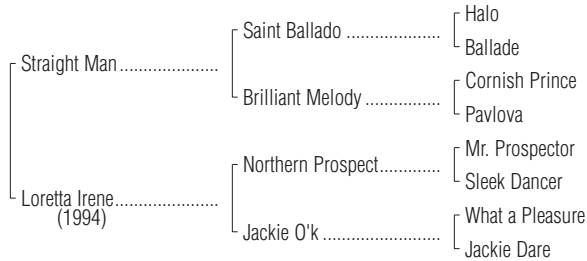 Halo
Saint Ballado ......................
Ballade
Straight Man.......................
Cornish Prince
Brilliant Melody .................
Pavlova
Mr. Prospector
Northern Prospect..............
Sleek Dancer
Loretta Irene........................
(1994)
What a Pleasure
Jackie O'k ...........................
Jackie Dare